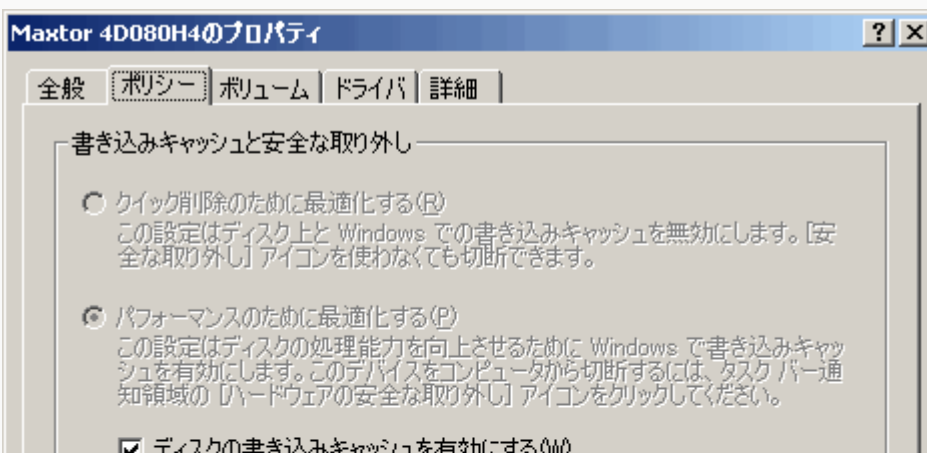 Maxtor 4D080H4のプロパティ
全般 ポリシー ボリューム ドライバ 詳細
書き込みキャッシュと安全な取り外し
クイック削除のために最適化する(R)
この設定はディスク上と Windows での書き込みキャッシュを無効にします。[安
全な取り外し] アイコンを使わなくても切断できます。
パフォーマンスのために最適化する(P)
この設定はディスクの処理能力を向上させるために Windows で書き込みキャッ
シュを有効にします。このデバイスをコンピュータから切断するには、タスク バー通
知領域の [ハードウェアの安全な取り外し] アイコンをクリックしてください。
ディスクの書き込みキャッシュを有効にする(W)